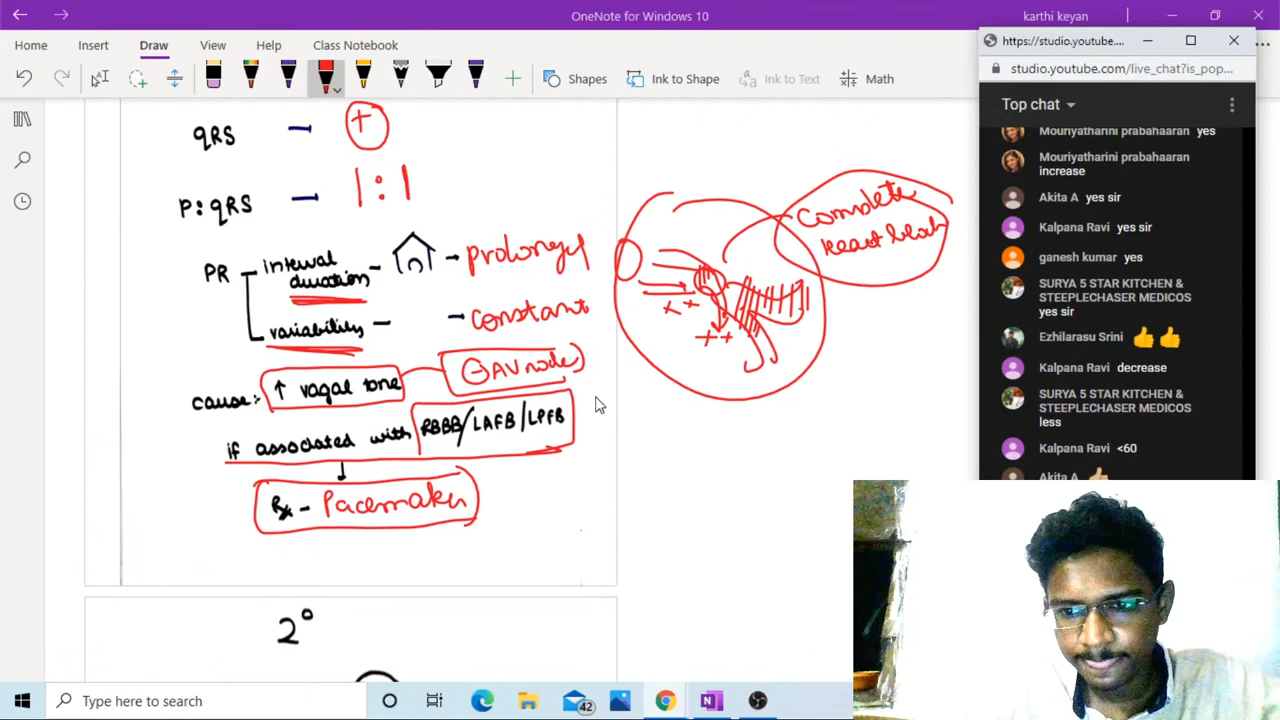 OneNote for Windows 10
karthi keyan
Home
Insert
Draw
View
Help
Class Notebook
Shapes
Ink to Shape
Ink to Text
Math
https://studio.youtube....
studio.youtube.com/live_chat?is_pop...
Top chat
Mouriyatharini prabahaaran yes
Mouriyatharini prabahaaran
increase
Akita A yes sir
Kalpana Ravi yes sir
ganesh kumar yes
SURYA 5 STAR KITCHEN &
STEEPLECHASER MEDICOS
yes sir
Ezhilarasu Srini 👍👍
Kalpana Ravi decrease
SURYA 5 STAR KITCHEN &
STEEPLECHASER MEDICOS
less
Kalpana Ravi <60
Akita A 👍
qRS - +
P:qRS - 1:1
PR interval
duration - prolonged
variability - constant
cause:- ↑ vagal tone ⊖ AV node)
if associated with RBBB/LAFB/LPFB
↓
Rx - Pacemaker
Complete
Heart block
2°
Type here to search
42